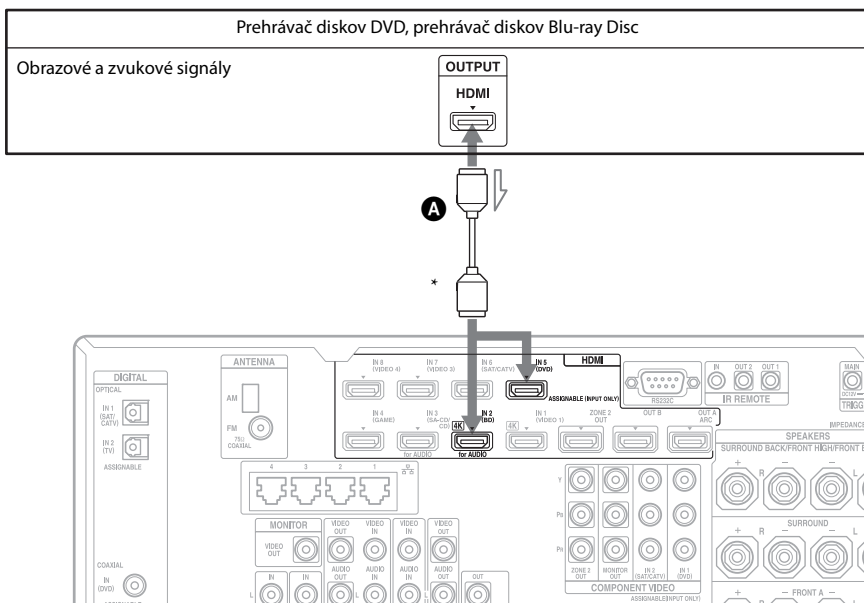 Prehrávač diskov DVD, prehrávač diskov Blu-ray Disc
Obrazové a zvukové signály
OUTPUT
HDMI
A
*
DIGITAL
OPTICAL
IN 1
(SAT/
CATV)
IN 2
(TV)
ASSIGNABLE
COAXIAL
IN
(DVD)
ASSIGNABLE
ANTENNA
AM
FM
75Ω
COAXIAL
IN 8
(VIDEO 4)
IN 7
(VIDEO 3)
IN 6
(SAT/CATV)
IN 5
(DVD)
HDMI
ASSIGNABLE (INPUT ONLY)
IN 4
(GAME)
IN 3
(SA-CD/
CD)
4K
IN 2
(BD)
4K
IN 1
(VIDEO 1)
ZONE 2
OUT
OUT B
OUT A
ARC
for AUDIO
for AUDIO
RS232C
IN
OUT 2
OUT 1
IR REMOTE
MAIN
DC12V
TRIGG
IMPEDANCE
SPEAKERS
SURROUND BACK/FRONT HIGH/FRONT B
+ R − − L
SURROUND
+ R − − L
+ − FRONT A −
4 3 2 1
MONITOR
VIDEO
OUT
VIDEO
OUT
VIDEO
IN
VIDEO
IN
VIDEO
OUT
AUDIO
OUT
AUDIO
IN
AUDIO
IN
AUDIO
OUT
IN
IN
OUT
L
L
L
Y
PB
PR
ZONE 2
OUT
MONITOR
OUT
IN 2
(SAT/CATV)
IN 1
(DVD)
COMPONENT VIDEO
ASSIGNABLE(INPUT ONLY)